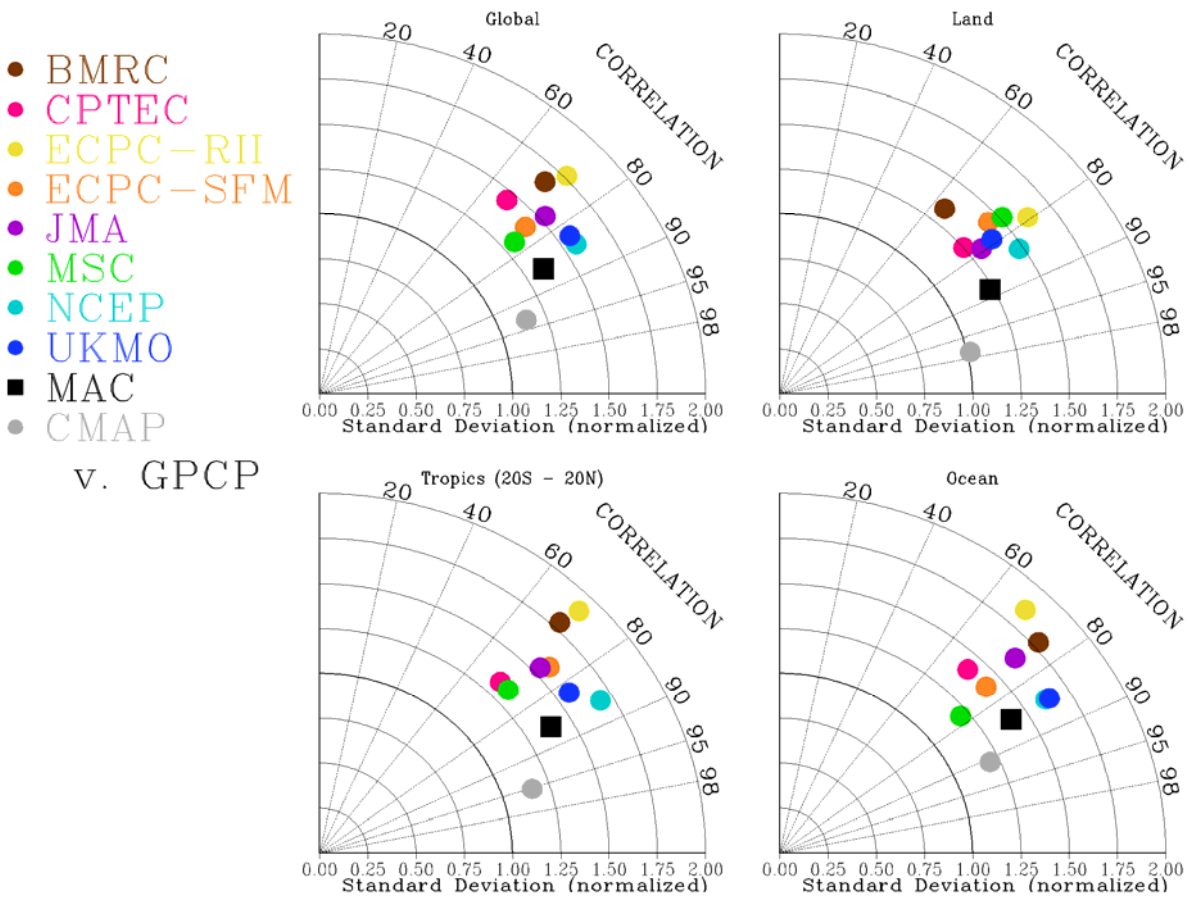 BMRC
CPTEC
ECPC-RII
ECPC-SFM
JMA
MSC
NCEP
UKMO
MAC
CMAP
v. GPCP
Global
20
40
60
80
90
95
98
CORRELATION
0.00 0.25 0.50 0.75 1.00 1.25 1.50 1.75 2.00
Standard Deviation (normalized)
Land
20
40
60
80
90
95
98
CORRELATION
0.00 0.25 0.50 0.75 1.00 1.25 1.50 1.75 2.00
Standard Deviation (normalized)
Tropics (20S - 20N)
20
40
60
80
90
95
98
CORRELATION
0.00 0.25 0.50 0.75 1.00 1.25 1.50 1.75 2.00
Standard Deviation (normalized)
Ocean
20
40
60
80
90
95
98
CORRELATION
0.00 0.25 0.50 0.75 1.00 1.25 1.50 1.75 2.00
Standard Deviation (normalized)